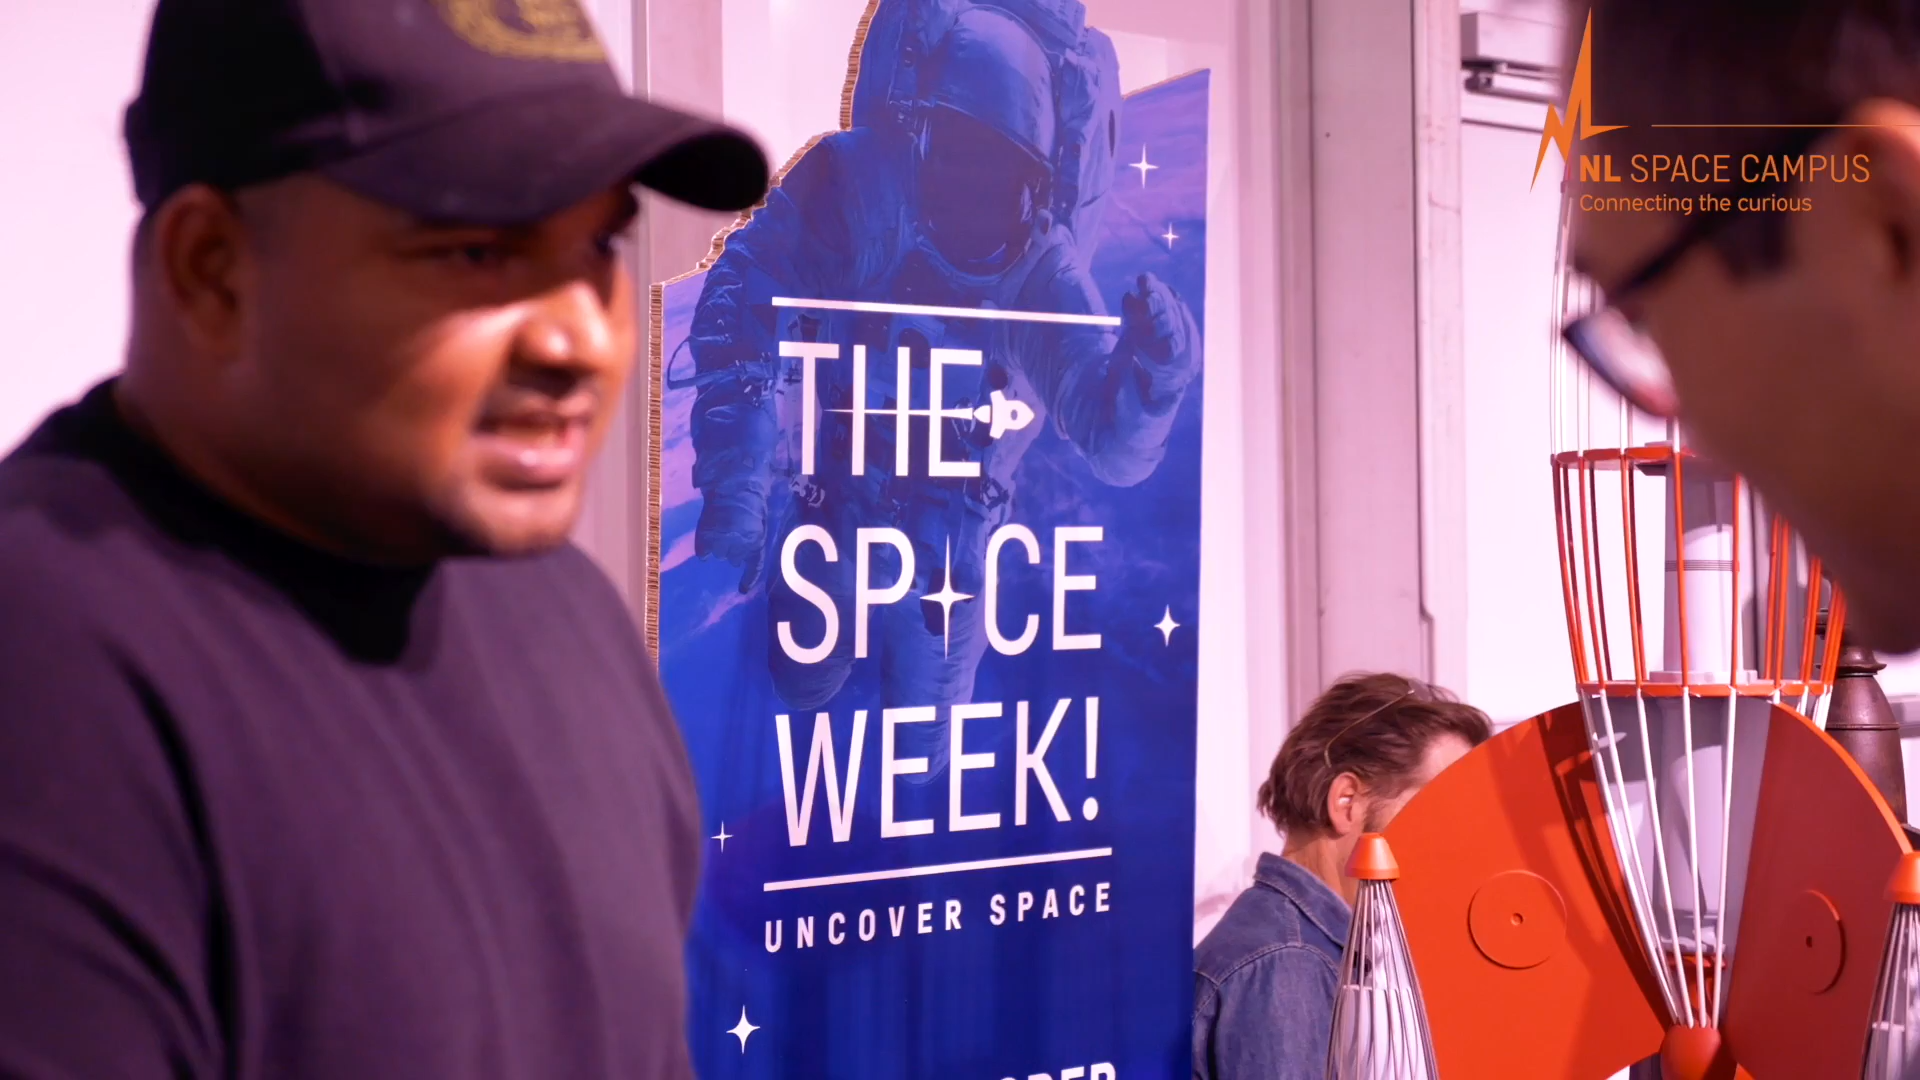 NL SPACE CAMPUS
Connecting the curious
THE
SPACE
WEEK!
UNCOVER SPACE